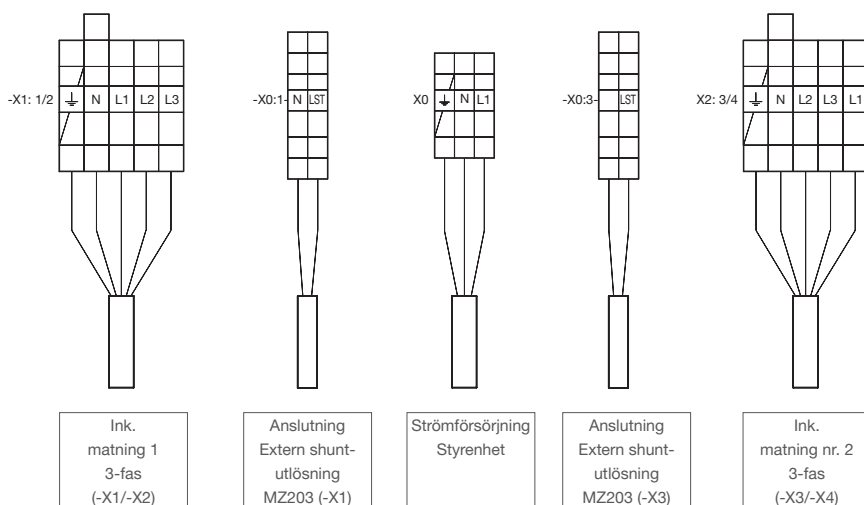 -X1: 1/2 N L1 L2 L3
-X0:1- N LST
X0 N L1
-X0:3- LST
X2: 3/4 N L2 L3 L1
Ink.
matning 1
3-fas
(-X1/-X2)
Anslutning
Extern shunt-
utlösning
MZ203 (-X1)
Strömförsörjning
Styrenhet
Anslutning
Extern shunt-
utlösning
MZ203 (-X3)
Ink.
matning nr. 2
3-fas
(-X3/-X4)